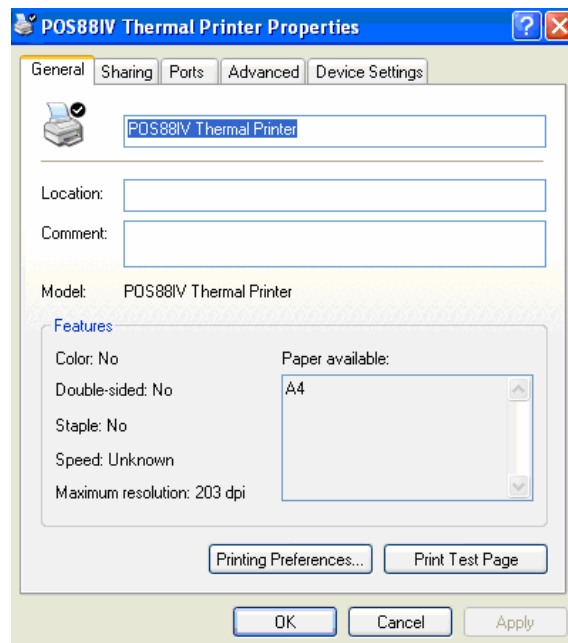 POS88IV Thermal Printer Properties
General Sharing Ports Advanced Device Settings
POS88IV Thermal Printer
Location:
Comment:
Model: POS88IV Thermal Printer
Features
Color: No Paper available:
Double-sided: No A4
Staple: No
Speed: Unknown
Maximum resolution: 203 dpi
Printing Preferences... Print Test Page
OK Cancel Apply